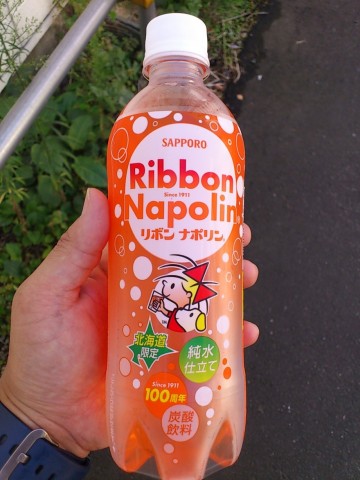 SAPPORO
Ribbon
Since 1911
Napolin
リボン ナポリン
北海道
限定
純水
仕立て
Since 1911
100周年
炭酸
飲料